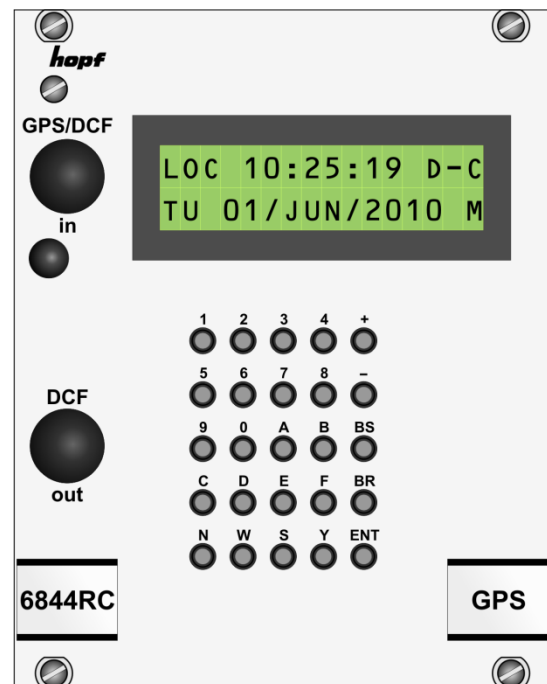 hopf
GPS/DCF
in
LOC 10:25:19 D-C
TU 01/JUN/2010 M
1 2 3 4 +
5 6 7 8 –
9 0 A B BS
DCF
out
C D E F BR
N W S Y ENT
6844RC
GPS